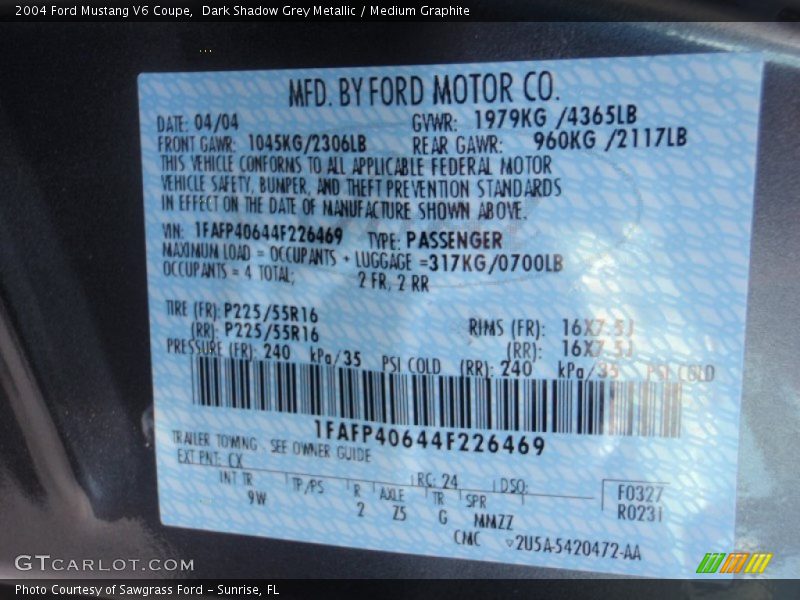 2004 Ford Mustang V6 Coupe,  Dark Shadow Grey Metallic / Medium Graphite
MFD. BY FORD MOTOR CO.
DATE: 04/04 GVWR: 1979KG /4365LB
FRONT GAWR: 1045KG/2306LB REAR GAWR: 960KG /2117LB
THIS VEHICLE CONFORMS TO ALL APPLICABLE FEDERAL MOTOR
VEHICLE SAFETY, BUMPER, AND THEFT PREVENTION STANDARDS
IN EFFECT ON THE DATE OF MANUFACTURE SHOWN ABOVE.
VIN: 1FAFP40644F226469 TYPE: PASSENGER
MAXIMUM LOAD = OCCUPANTS + LUGGAGE =317KG/0700LB
OCCUPANTS = 4 TOTAL; 2 FR, 2 RR
TIRE (FR): P225/55R16 RIMS (FR): 16X7.5J
(RR): P225/55R16 (RR): 16X7.5J
PRESSURE (FR): 240 kPa/35 PSI COLD (RR): 240 kPa/35 PSI COLD
1FAFP40644F226469
TRAILER TOWING - SEE OWNER GUIDE
EXT PNT: CX RC: 24 DSO:
INT TR TP/PS R AXLE TR SPR F0327
9W 2 Z5 G MMZZ R0231
CMC ▽2U5A-5420472-AA
GTCARLOT.COM
Photo Courtesy of Sawgrass Ford - Sunrise, FL